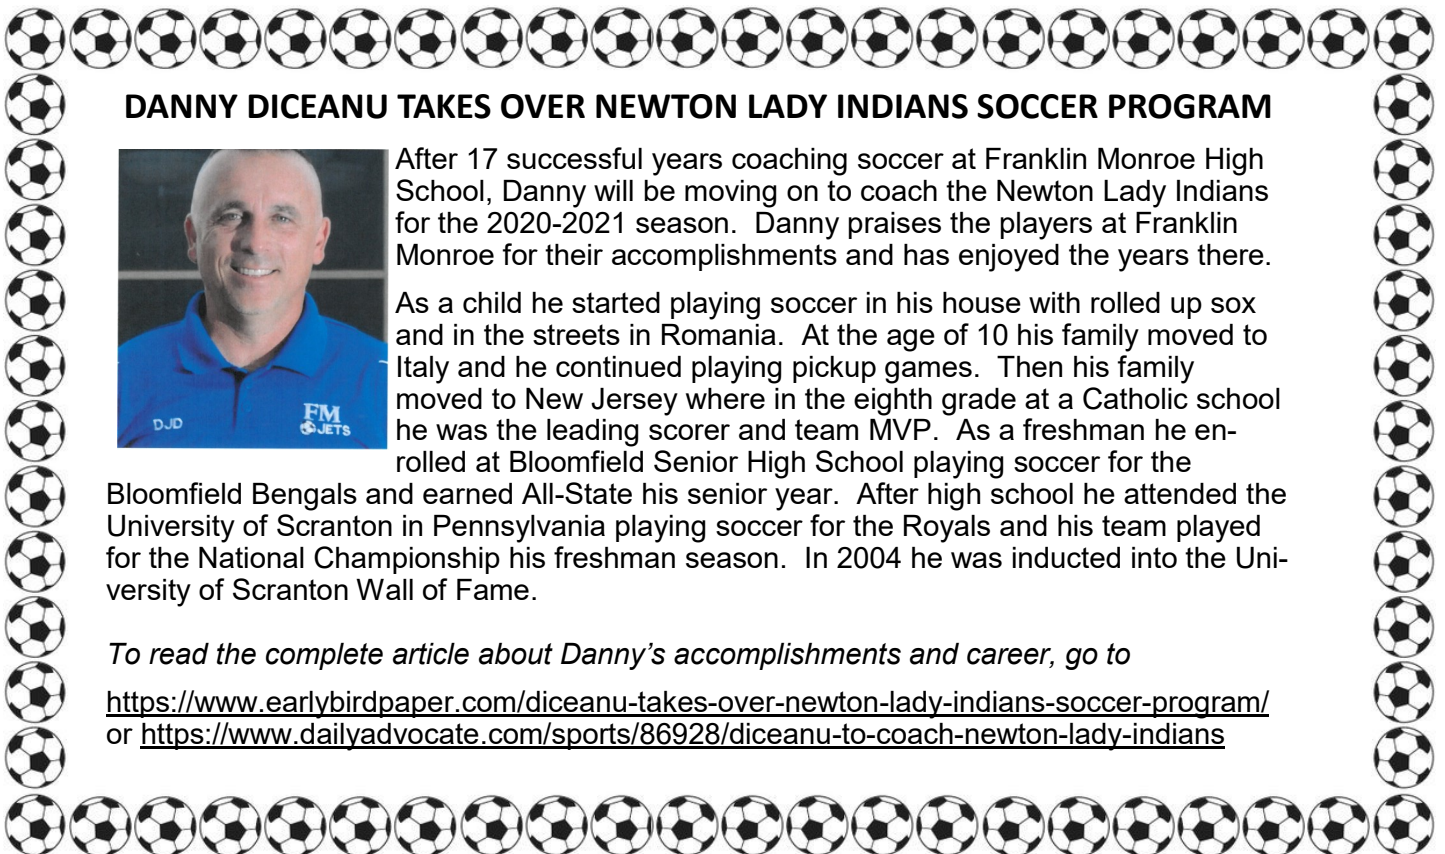 DANNY DICEANU TAKES OVER NEWTON LADY INDIANS SOCCER PROGRAM
After 17 successful years coaching soccer at Franklin Monroe High
School, Danny will be moving on to coach the Newton Lady Indians
for the 2020-2021 season.  Danny praises the players at Franklin
Monroe for their accomplishments and has enjoyed the years there.
As a child he started playing soccer in his house with rolled up sox
and in the streets in Romania.  At the age of 10 his family moved to
Italy and he continued playing pickup games.  Then his family
moved to New Jersey where in the eighth grade at a Catholic school
he was the leading scorer and team MVP.  As a freshman he en-
rolled at Bloomfield Senior High School playing soccer for the
Bloomfield Bengals and earned All-State his senior year.  After high school he attended the
University of Scranton in Pennsylvania playing soccer for the Royals and his team played
for the National Championship his freshman season.  In 2004 he was inducted into the Uni-
versity of Scranton Wall of Fame.
DJD
FM
JETS
To read the complete article about Danny’s accomplishments and career, go to
https://www.earlybirdpaper.com/diceanu-takes-over-newton-lady-indians-soccer-program/
or https://www.dailyadvocate.com/sports/86928/diceanu-to-coach-newton-lady-indians